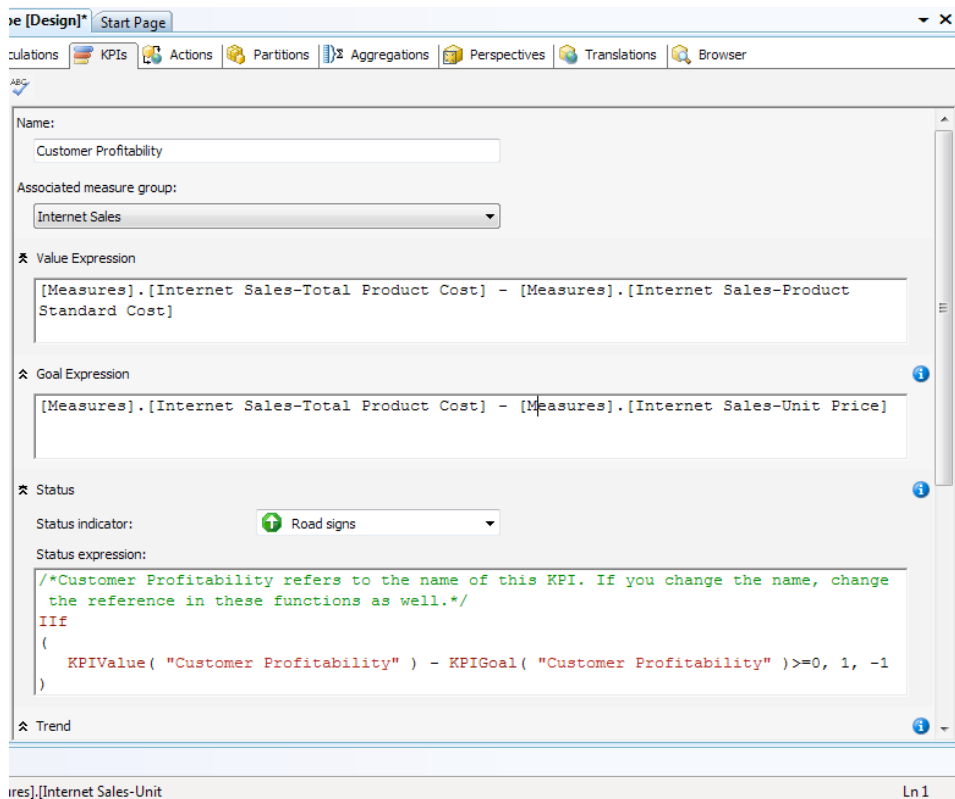 be [Design]* Start Page
culations KPIs Actions Partitions Aggregations Perspectives Translations Browser
ABC
Name:
Customer Profitability
Associated measure group:
Internet Sales
Value Expression
[Measures].[Internet Sales-Total Product Cost] - [Measures].[Internet Sales-Product
Standard Cost]
Goal Expression
[Measures].[Internet Sales-Total Product Cost] - [Measures].[Internet Sales-Unit Price]
Status
Status indicator: Road signs
Status expression:
/*Customer Profitability refers to the name of this KPI. If you change the name, change
the reference in these functions as well.*/
IIf
(
KPIValue( "Customer Profitability" ) - KPIGoal( "Customer Profitability" )>=0, 1, -1
)
Trend
ures].[Internet Sales-Unit Ln 1